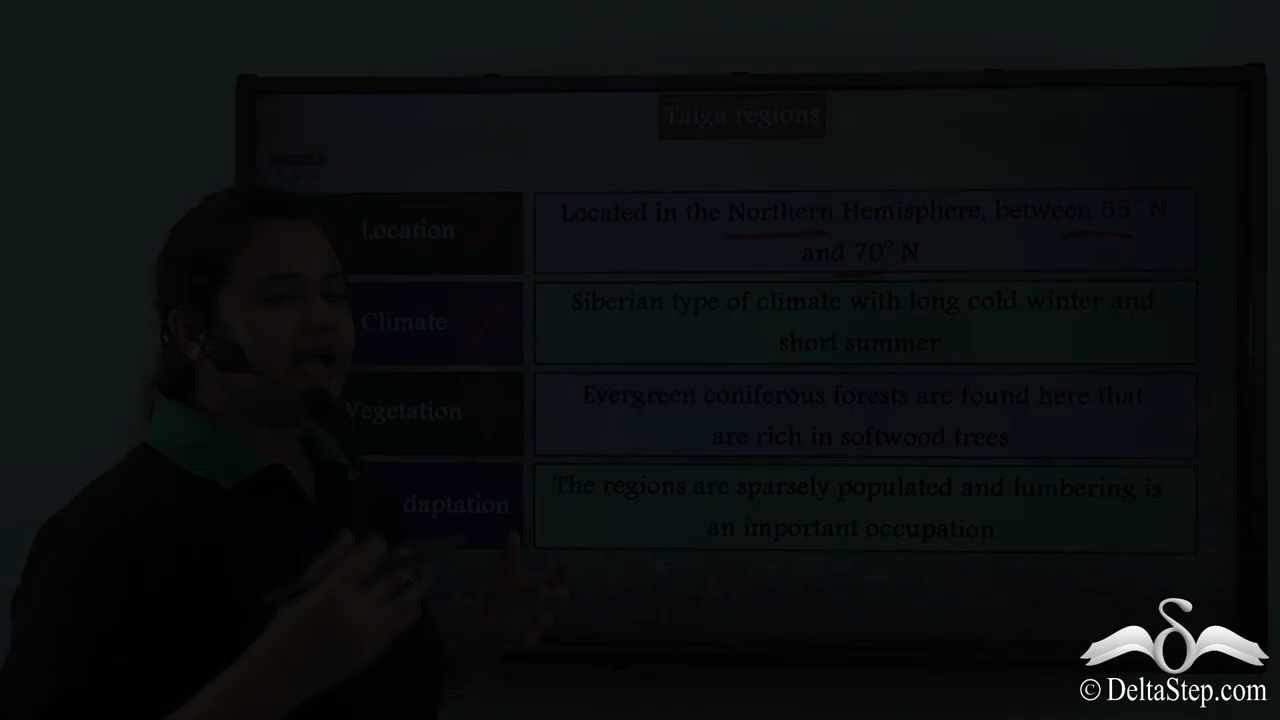 Taiga regions
Location
Located in the Northern Hemisphere, between 55° N
and 70° N
Climate
Siberian type of climate with long cold winter and
short summer
Vegetation
Evergreen coniferous forests are found here that
are rich in softwood trees
daptation
The regions are sparsely populated and lumbering is
an important occupation
© DeltaStep.com